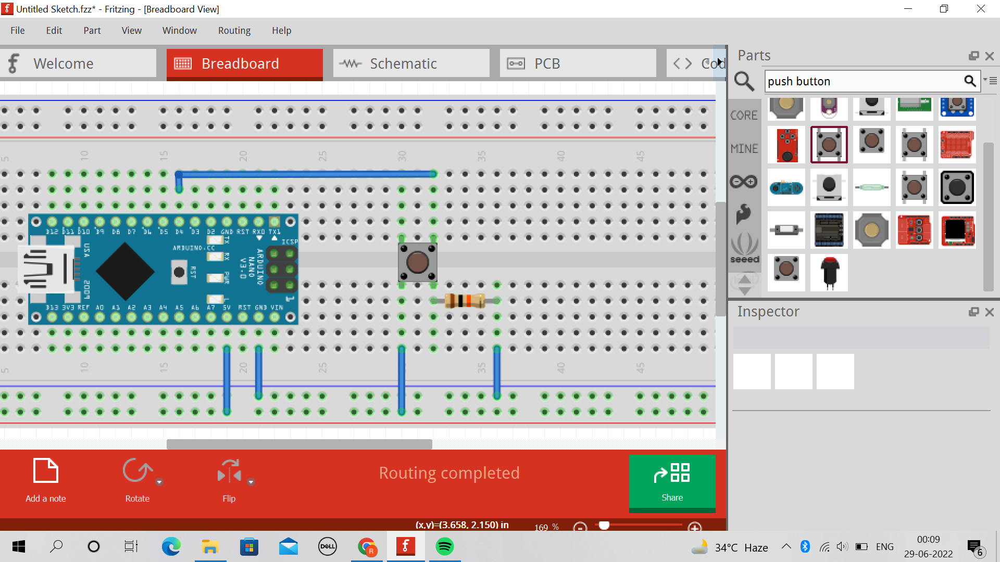 Untitled Sketch.fzz* - Fritzing - [Breadboard View]
File Edit Part View Window Routing Help
Welcome
Breadboard
Schematic
PCB
Cod
Parts
push button
CORE
MINE
seeed
5 10 15 20 25 30 35 40 45
D12 D11 D10 D9 D8 D7 D6 D5 D4 D3 D2 GND RST RX0 TX1
ARDUINO.CC
ICSP
USA
2009
RST
TX
RX
PWR
L
ARDUINO
NANO
V3.0
1
D13 3V3 REF A0 A1 A2 A3 A4 A5 A6 A7 5V RST GND VIN
5 10 15 20 25 35 40 45
Inspector
Add a note
Rotate
Flip
Routing completed
Share
(x,y)=(3.658, 2.150) in
169 %
DELL
R
34°C Haze
ENG
00:09
29-06-2022
6